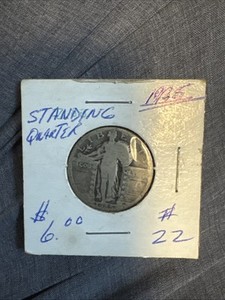 STANDING
QUARTER
1925
$
6.00
#
22